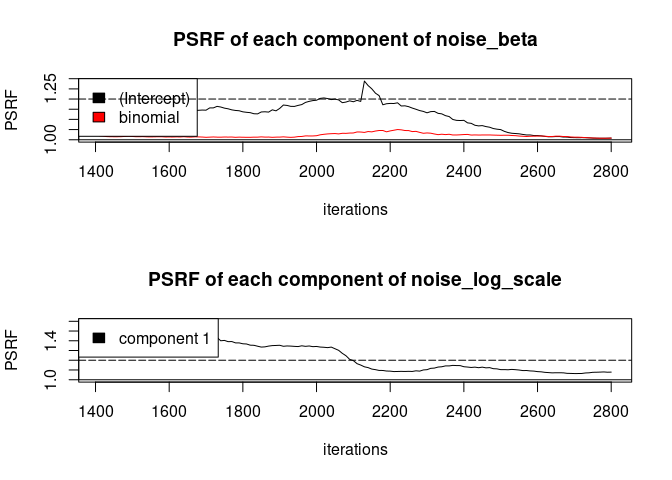 PSRF of each component of noise_beta
PSRF
1.00 1.25
(Intercept)
binomial
1400 1600 1800 2000 2200 2400 2600 2800
iterations
PSRF of each component of noise_log_scale
PSRF
1.0 1.4
component 1
1400 1600 1800 2000 2200 2400 2600 2800
iterations